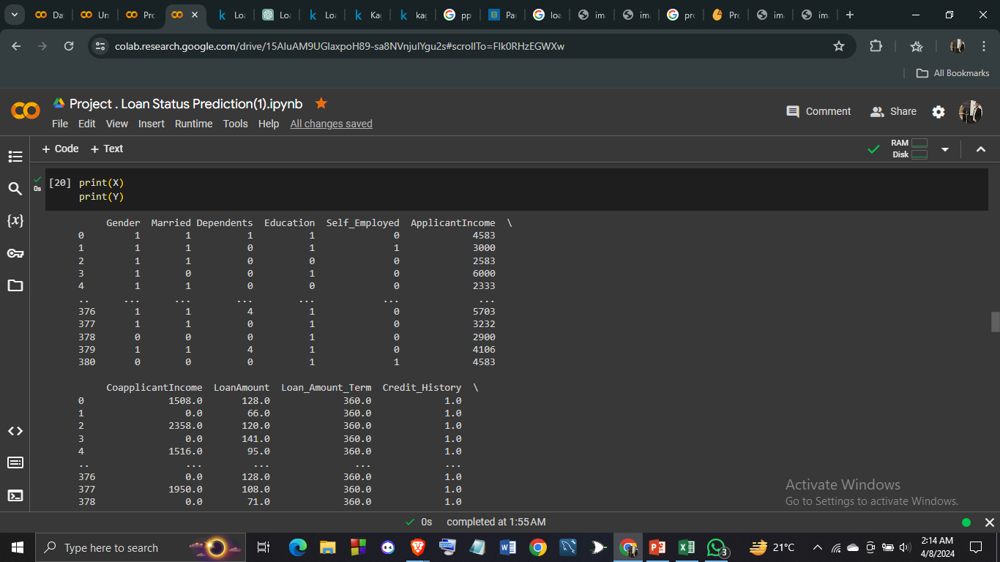 Da
Un
Pro
Loa
Loa
Loa
Kag
kag
pp
Pa
loa
im
im
pro
Pro
im
im
colab.research.google.com/drive/15AIuAM9UGlaxpoH89-sa8NVnjulYgu2s#scrollTo=Flk0RHzEGWXw
All Bookmarks
Project . Loan Status Prediction(1).ipynb
Comment
Share
File Edit View Insert Runtime Tools Help All changes saved
+ Code + Text
RAM
Disk
[20] print(X)
0s
print(Y)
{x}
Gender Married Dependents Education Self_Employed ApplicantIncome \
0 1 1 1 1 0 4583
1 1 1 0 1 1 3000
2 1 1 0 0 0 2583
3 1 0 0 1 0 6000
4 1 1 0 0 0 2333
.. ... ... ... ... ... ...
376 1 1 4 1 0 5703
377 1 1 0 1 0 3232
378 0 0 0 1 0 2900
379 1 1 4 1 0 4106
380 0 0 0 1 1 4583
CoapplicantIncome LoanAmount Loan_Amount_Term Credit_History \
0 1508.0 128.0 360.0 1.0
1 0.0 66.0 360.0 1.0
2 2358.0 120.0 360.0 1.0
3 0.0 141.0 360.0 1.0
4 1516.0 95.0 360.0 1.0
.. ... ... ... ...
376 0.0 128.0 360.0 1.0
377 1950.0 108.0 360.0 1.0
378 0.0 71.0 360.0 1.0
Activate Windows
Go to Settings to activate Windows.
0s completed at 1:55 AM
Type here to search
3
21°C
2:14 AM
4/8/2024